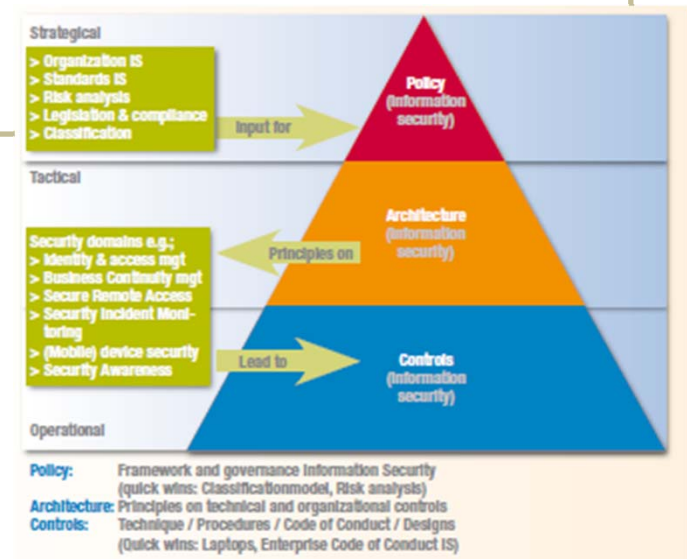 Strategical
> Organization IS
> Standards IS
> Risk analysis
> Legislation & compliance
> Classification
Input for
Policy
(Information
security)
Tactical
Architecture
(Information
security)
Security domains e.g.;
> Identity & access mgt
> Business Continuity mgt
> Secure Remote Access
> Security Incident Moni-
toring
> (Mobile) device security
> Security Awareness
Principles on
Lead to
Controls
(Information
security)
Operational
Policy: Framework and governance Information Security
(quick wins: Classificationmodel, Risk analysis)
Architecture: Principles on technical and organizational controls
Controls: Technique / Procedures / Code of Conduct / Designs
(Quick wins: Laptops, Enterprise Code of Conduct IS)